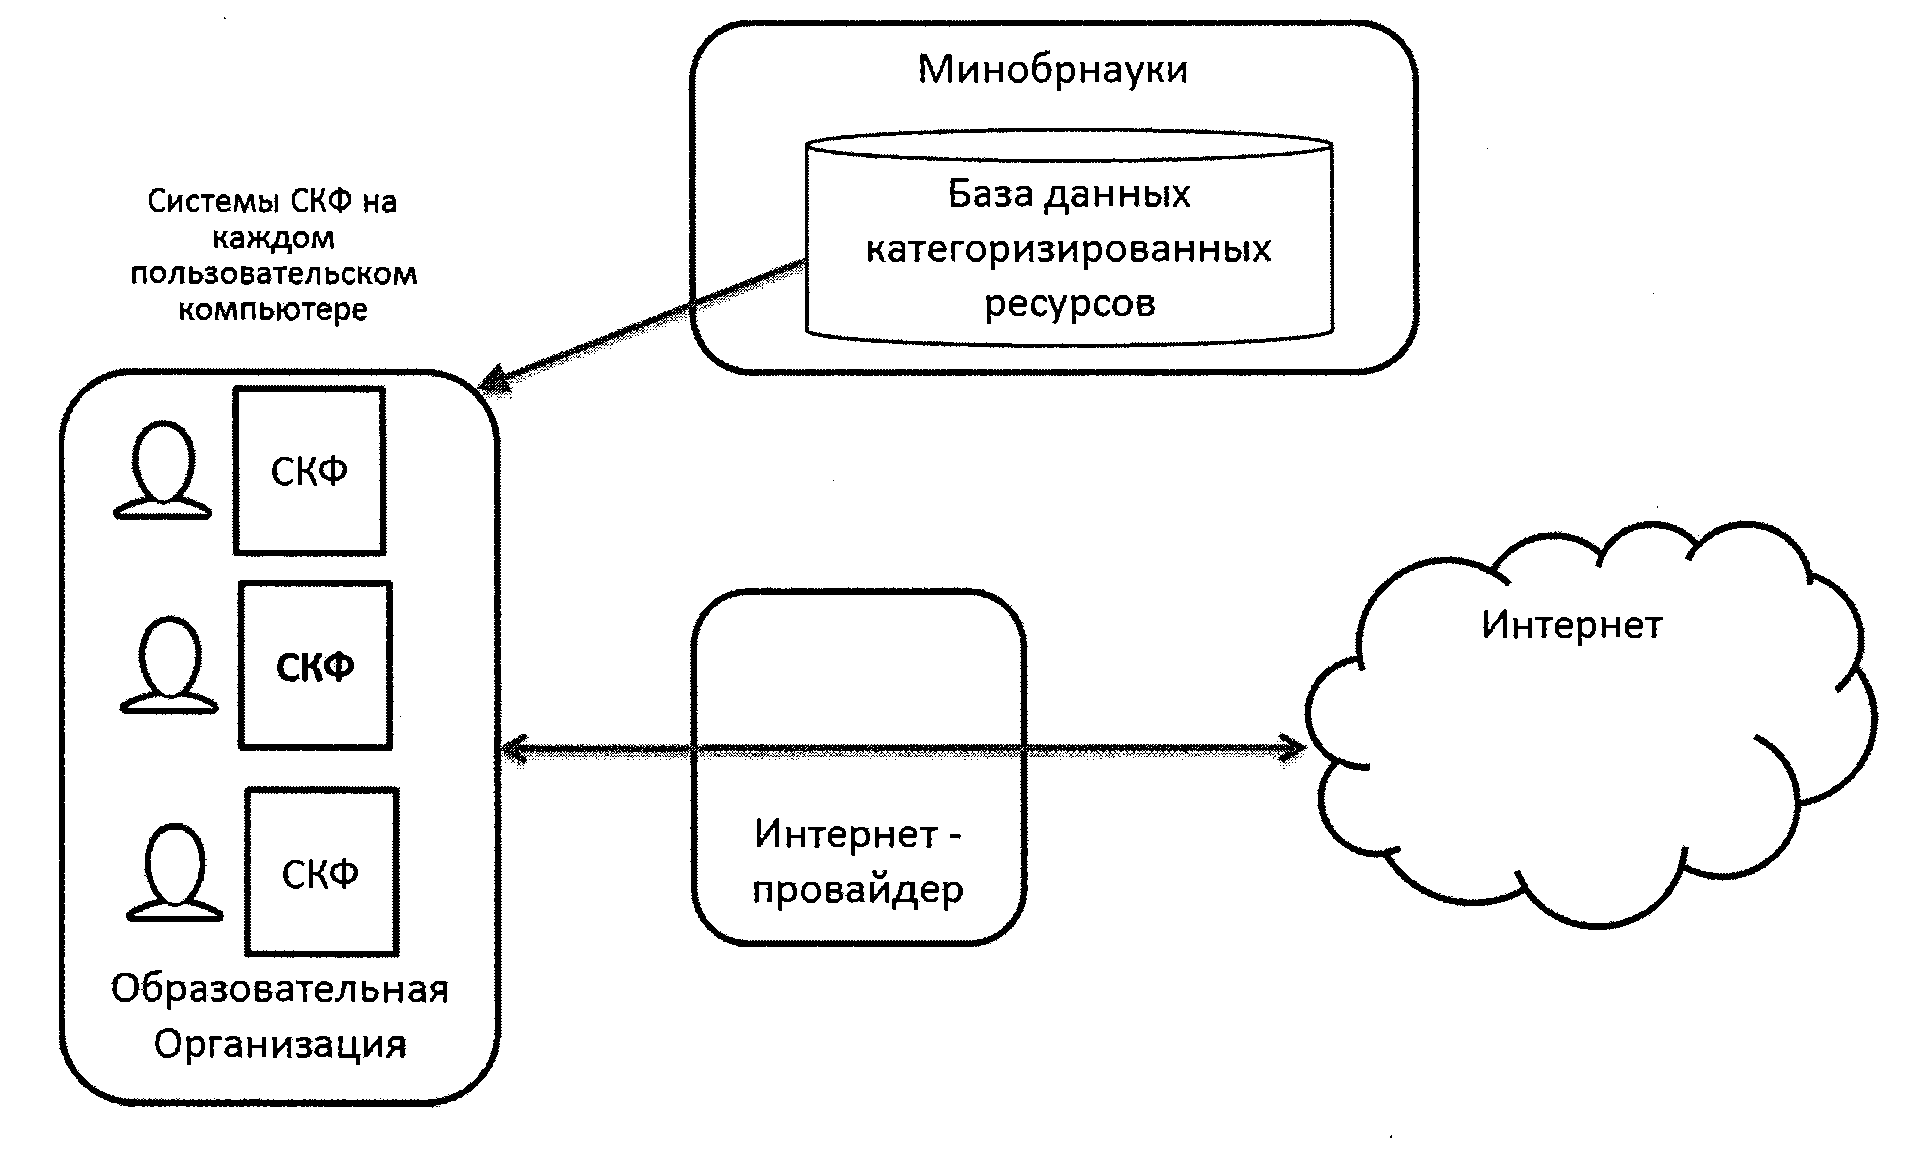 Минобрнауки
База данных
категоризированных
ресурсов
Системы СКФ на
каждом
пользовательском
компьютере
СКФ
СКФ
СКФ
Образовательная
Организация
Интернет -
провайдер
Интернет